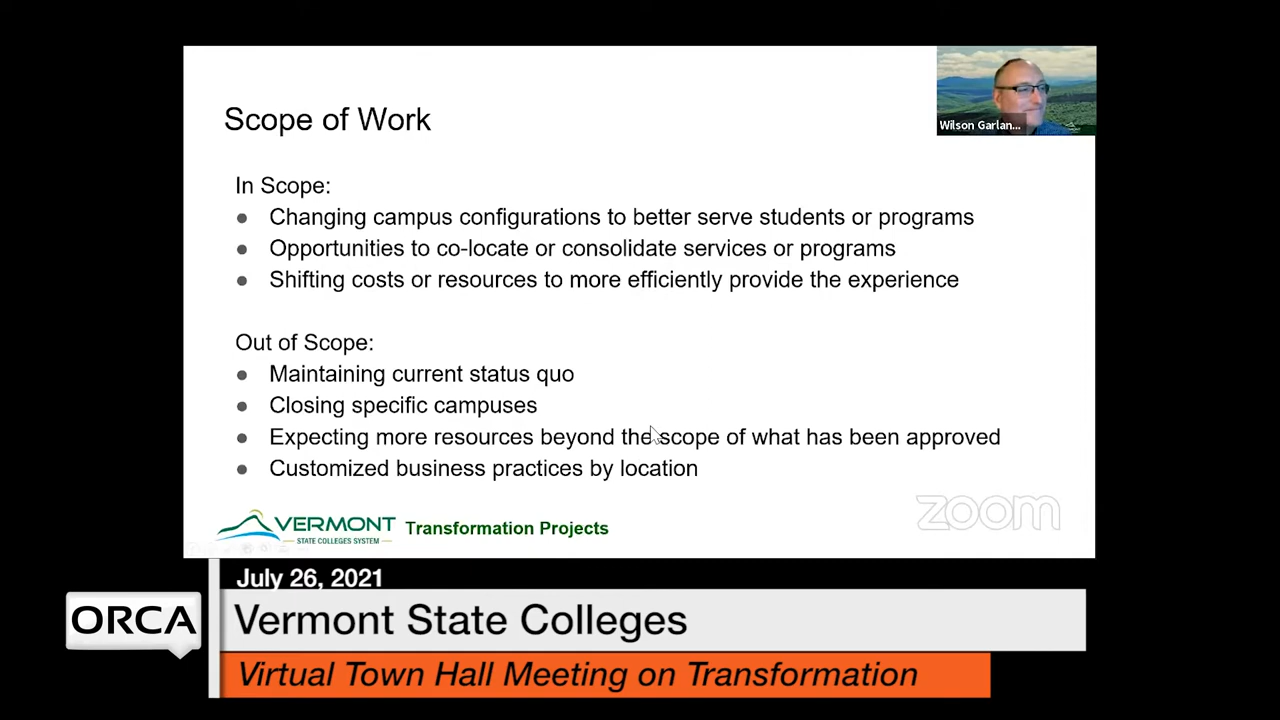 Scope of Work
Wilson Garlan...
In Scope:
● Changing campus configurations to better serve students or programs
● Opportunities to co-locate or consolidate services or programs
● Shifting costs or resources to more efficiently provide the experience
Out of Scope:
● Maintaining current status quo
● Closing specific campuses
● Expecting more resources beyond the scope of what has been approved
● Customized business practices by location
VERMONT
STATE COLLEGES SYSTEM
Transformation Projects
zoom
July 26, 2021
ORCA
Vermont State Colleges
Virtual Town Hall Meeting on Transformation